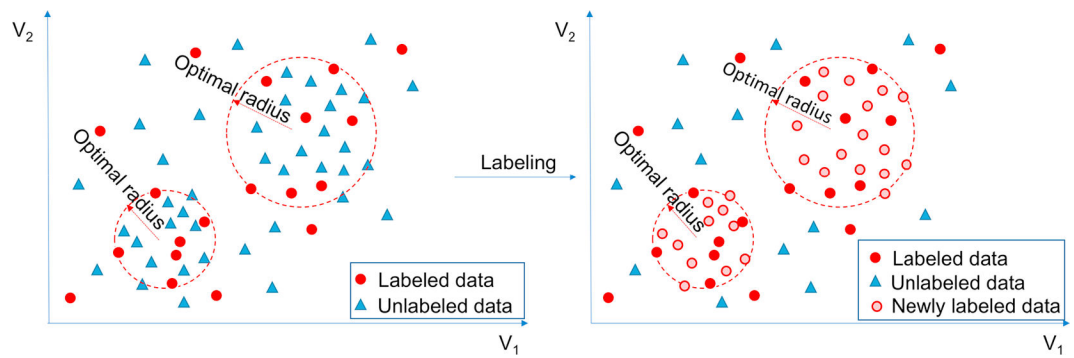 V2
Optimal radius
Optimal radius
Labeled data
Unlabeled data
V1
Labeling
V2
Optimal radius
Optimal radius
Labeled data
Unlabeled data
Newly labeled data
V1